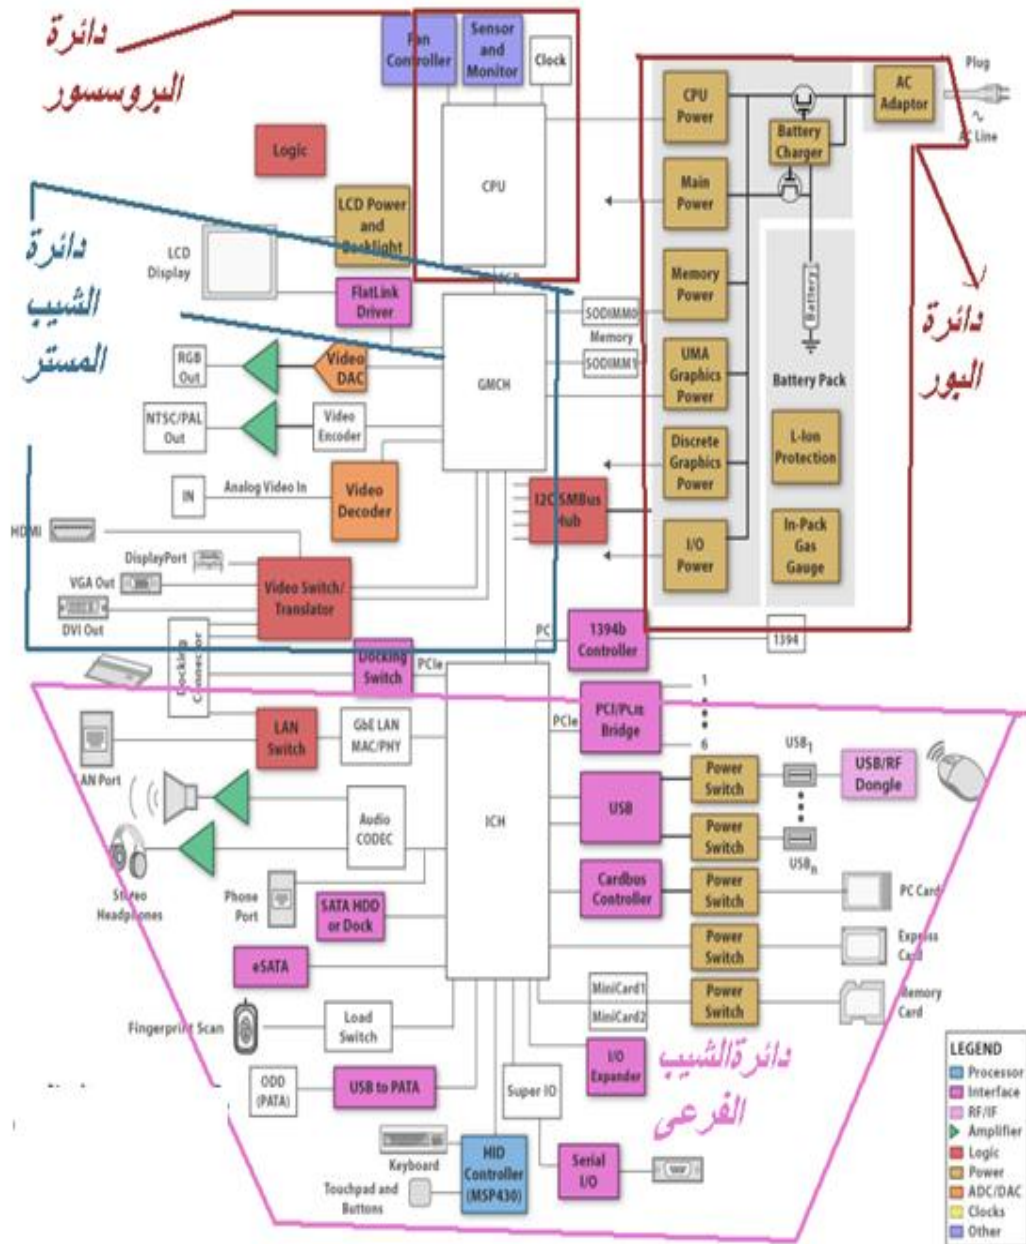 دائرة
البروسسور
Fan
Controller
Sensor
and
Monitor
Clock
Plug
AC
Adaptor
AC Line
CPU
Power
Battery
Charger
Logic
CPU
Main
Power
LCD Power
and
Backlight
دائرة
الشيب
المستر
LCD
Display
FlatLink
Driver
Memory
Power
Battery
دائرة
البور
SODIMM0
Memory
SODIMM1
RGB
Out
Video
DAC
GMCH
UMA
Graphics
Power
Battery Pack
NTSC/PAL
Out
Video
Encoder
Discrete
Graphics
Power
L-Ion
Protection
IN
Analog Video In
Video
Decoder
I2C/SMBus
Hub
HDMI
I/O
Power
In-Pack
Gas
Gauge
DisplayPort
VGA Out
Video Switch/
Translator
DVI Out
PC
1394b
Controller
1394
Docking
Connector
Docking
Switch
PCIe
PCIe
PCI/PCIe
Bridge
1
6
LAN
Switch
GbE LAN
MAC/PHY
AN Port
Power
Switch
USB1
USB/RF
Dongle
USB
ICH
Audio
CODEC
Power
Switch
USBn
Stereo
Headphones
Phone
Port
SATA HDD
or Dock
Cardbus
Controller
Power
Switch
PC Card
eSATA
Power
Switch
Express
Card
Fingerprint Scan
Load
Switch
MiniCard1
MiniCard2
Power
Switch
Memory
Card
I/O
Expander
دائرة الشيب
الفرعى
ODD
(PATA)
USB to PATA
Super IO
Keyboard
Touchpad and
Buttons
HID
Controller
(MSP430)
Serial
I/O
LEGEND
Processor
Interface
RF/IF
Amplifier
Logic
Power
ADC/DAC
Clocks
Other